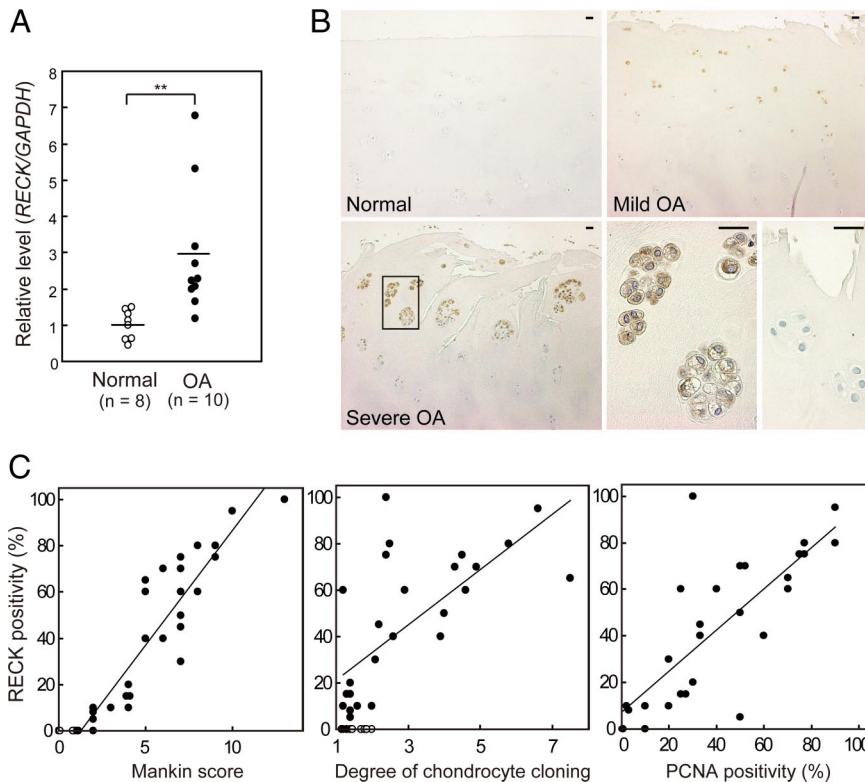 A
Relative level (RECK/GAPDH)
8
7
6
5
4
3
2
1
0
**
Normal
(n = 8)
OA
(n = 10)
B
Normal
Mild OA
Severe OA
C
RECK positivity (%)
100
80
60
40
20
0
0
5
10
Mankin score
100
80
60
40
20
0
1
3
5
7
Degree of chondrocyte cloning
100
80
60
40
20
0
0
20
40
60
80
100
PCNA positivity (%)